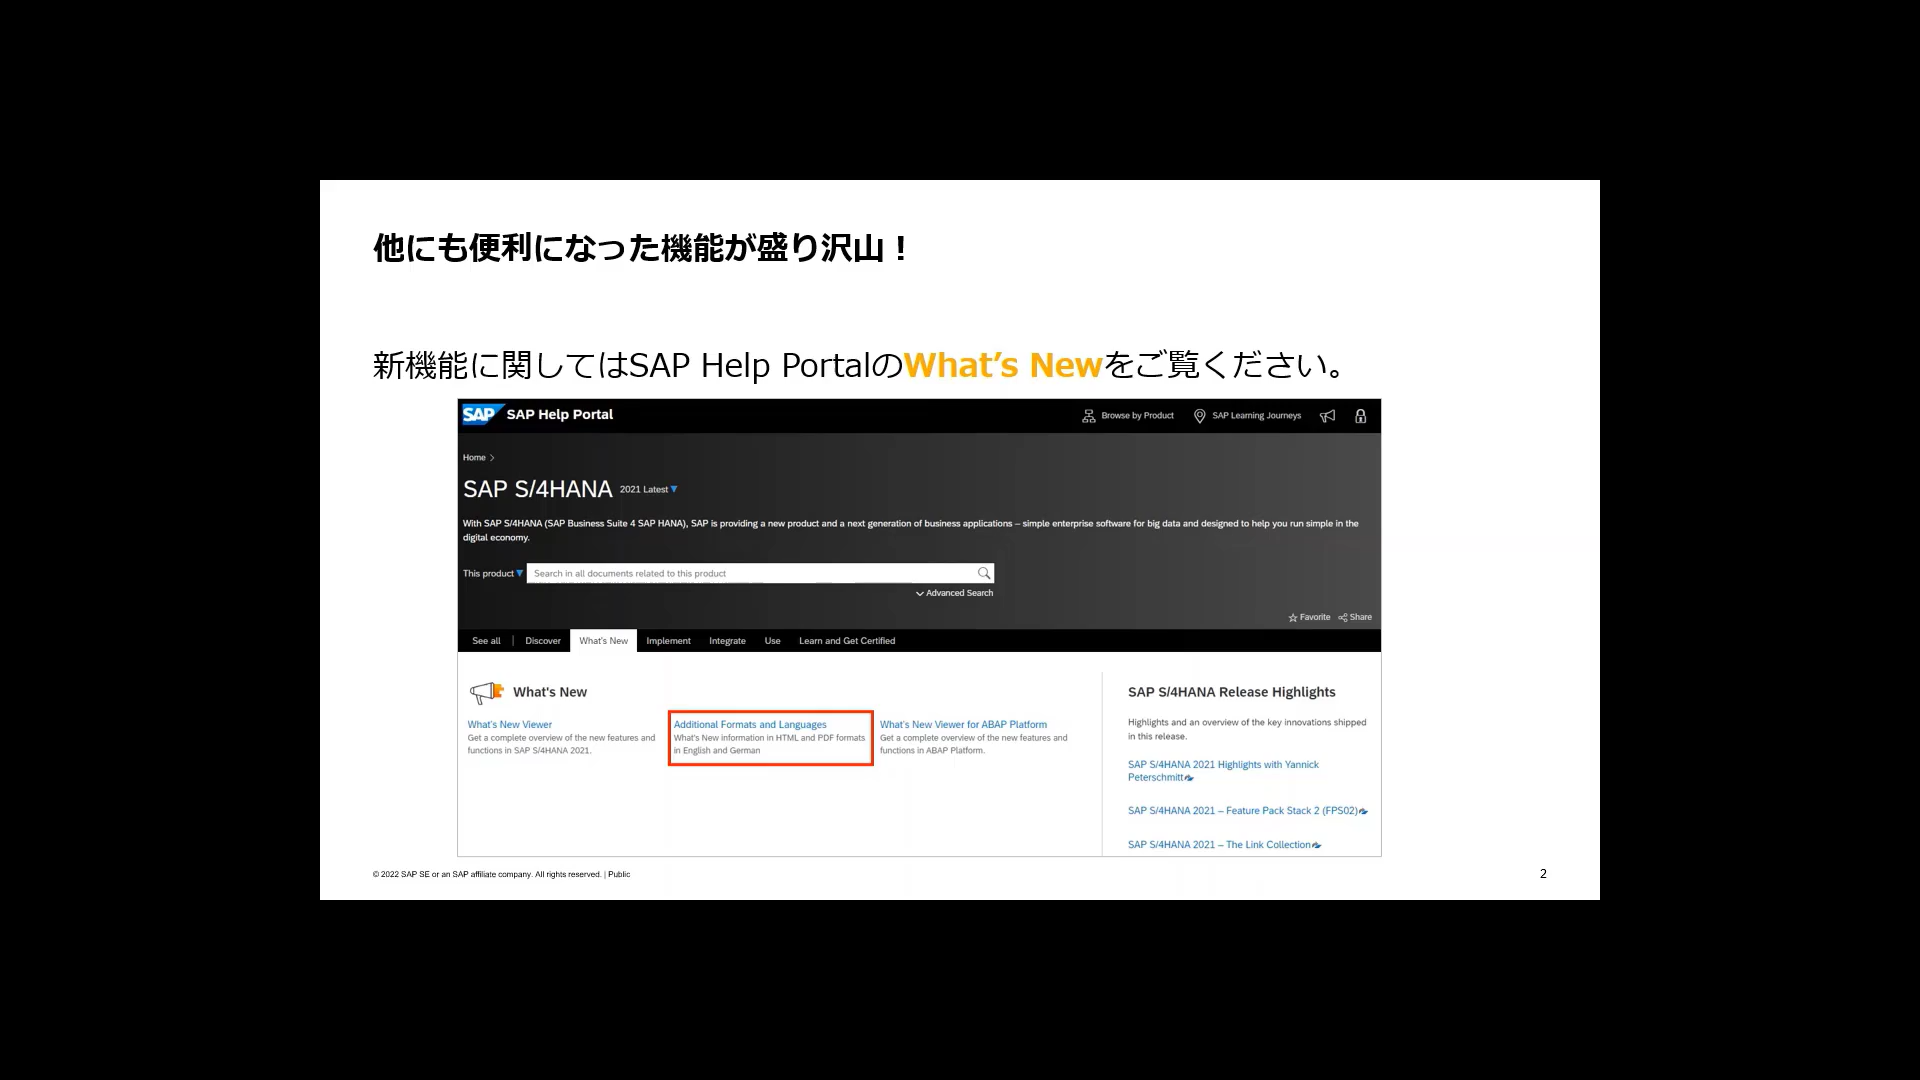 他にも便利になった機能が盛り沢山！
新機能に関してはSAP Help PortalのWhat’s Newをご覧ください。
SAP SAP Help Portal
Browse by Product
SAP Learning Journeys
Home
SAP S/4HANA 2021 Latest
With SAP S/4HANA (SAP Business Suite 4 SAP HANA), SAP is providing a new product and a next generation of business applications – simple enterprise software for big data and designed to help you run simple in the
digital economy.
This product
Search in all documents related to this product
Advanced Search
Favorite
Share
See all | Discover What's New Implement Integrate Use Learn and Get Certified
What's New
What's New Viewer
Get a complete overview of the new features and
functions in SAP S/4HANA 2021.
Additional Formats and Languages
What's New information in HTML and PDF formats
in English and German
What's New Viewer for ABAP Platform
Get a complete overview of the new features and
functions in ABAP Platform.
SAP S/4HANA Release Highlights
Highlights and an overview of the key innovations shipped
in this release.
SAP S/4HANA 2021 Highlights with Yannick
Peterschmitt
SAP S/4HANA 2021 – Feature Pack Stack 2 (FPS02)
SAP S/4HANA 2021 – The Link Collection
© 2022 SAP SE or an SAP affiliate company. All rights reserved. | Public
2